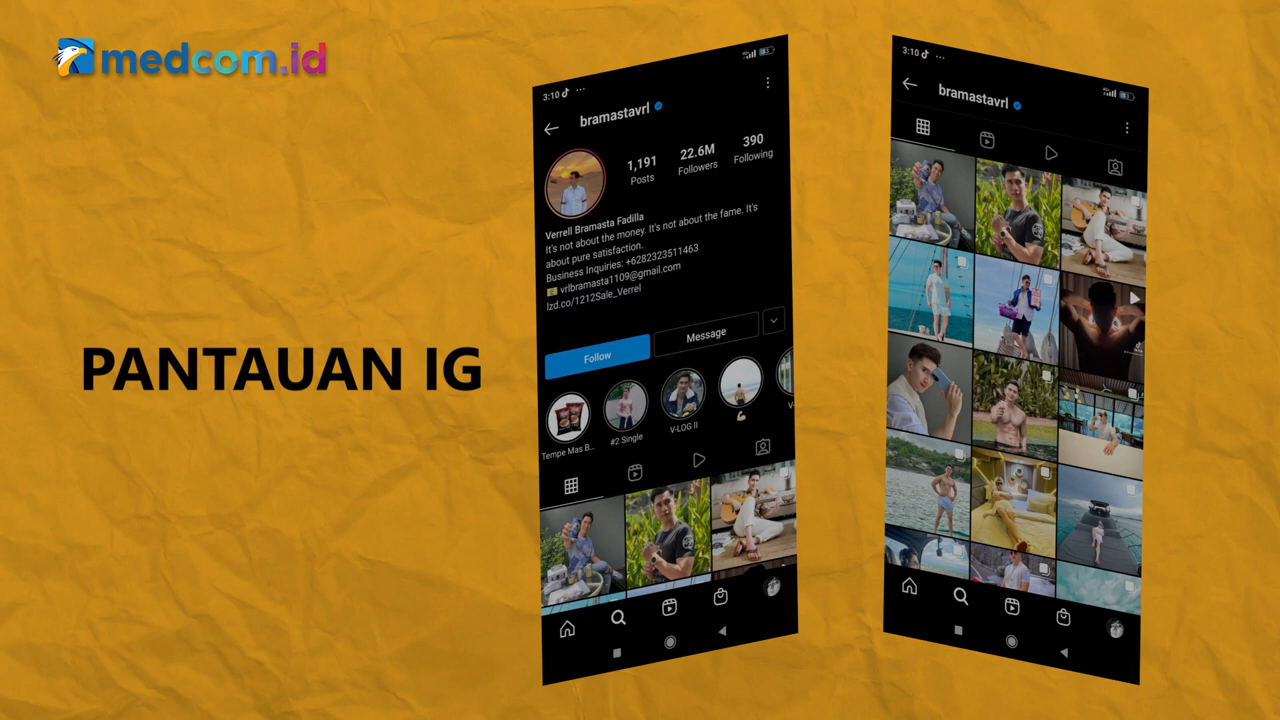 medcom.id
PANTAUAN IG
3:10 ...
bramastavrl
1,191
Posts
22.6M
Followers
390
Following
Verrell Bramasta Fadilla
It's not about the money. It's not about the fame. It's
about pure satisfaction.
Business Inquiries: +6282323511463
vrlbramasta1109@gmail.com
lzd.co/1212Sale_Verrel
Follow
Message
Tempe Mas B...
#2 Single
V-LOG II
V-
3:10 ...
bramastavrl